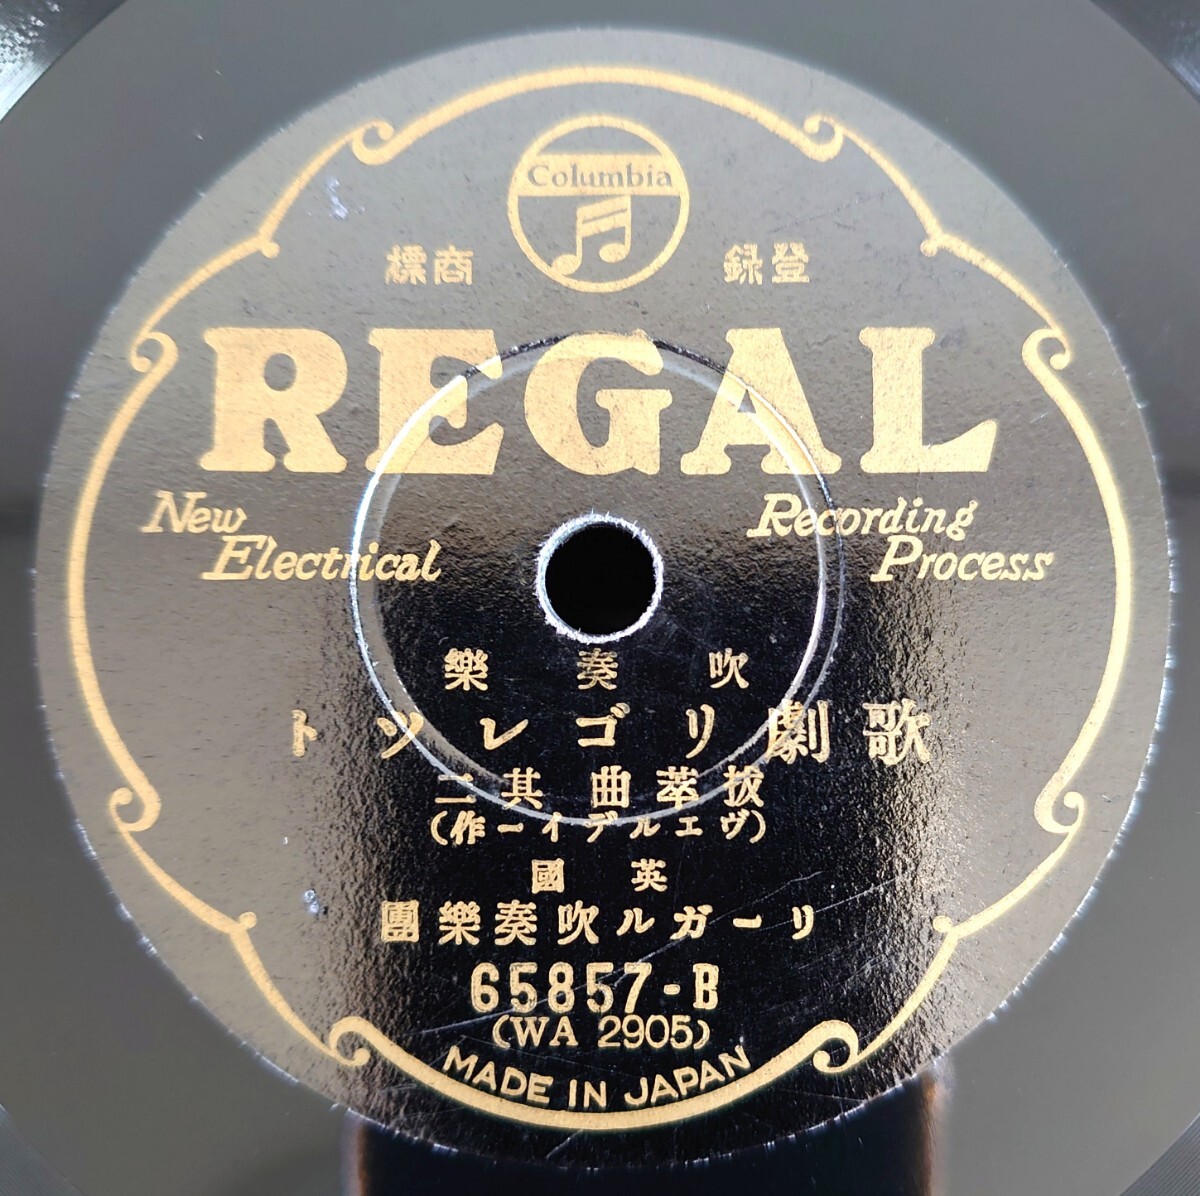 Columbia
登録 商標
REGAL
New Electrical
Recording Process
吹奏樂
歌劇リゴレット
拔萃曲 其二
(ヴエルデイー作)
英國
リーガル吹奏樂團
65857-B
(WA 2905)
MADE IN JAPAN